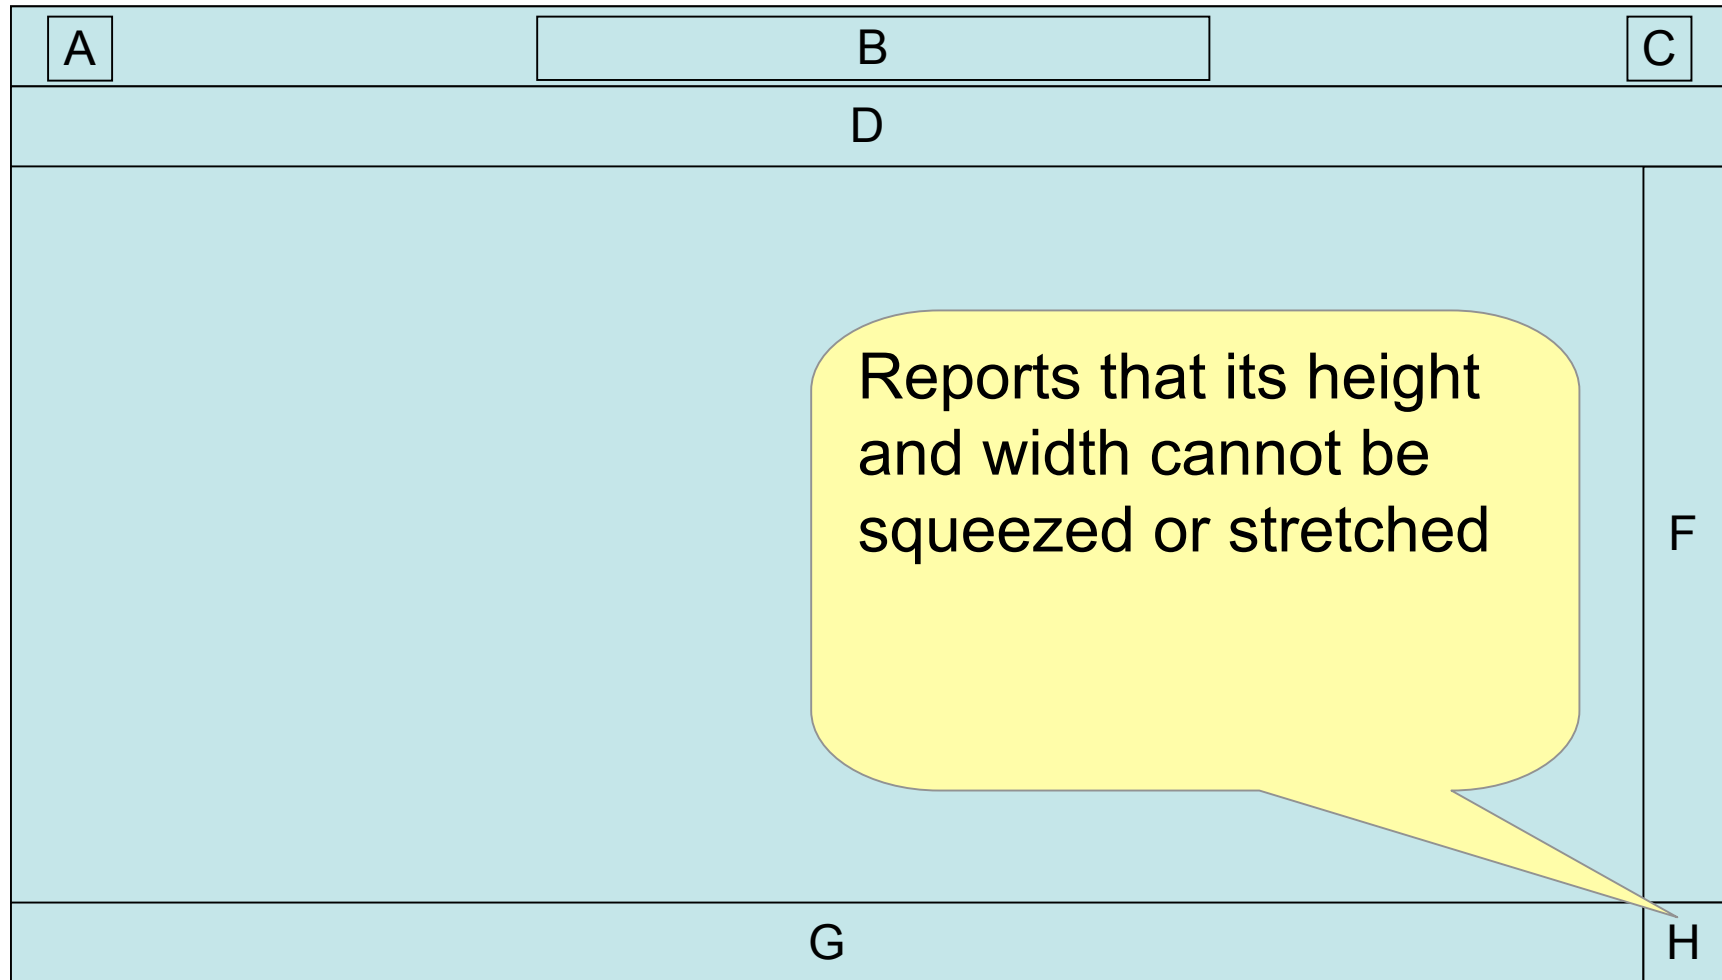 A
B
C
D
Reports that its height
and width cannot be
squeezed or stretched
F
G
H